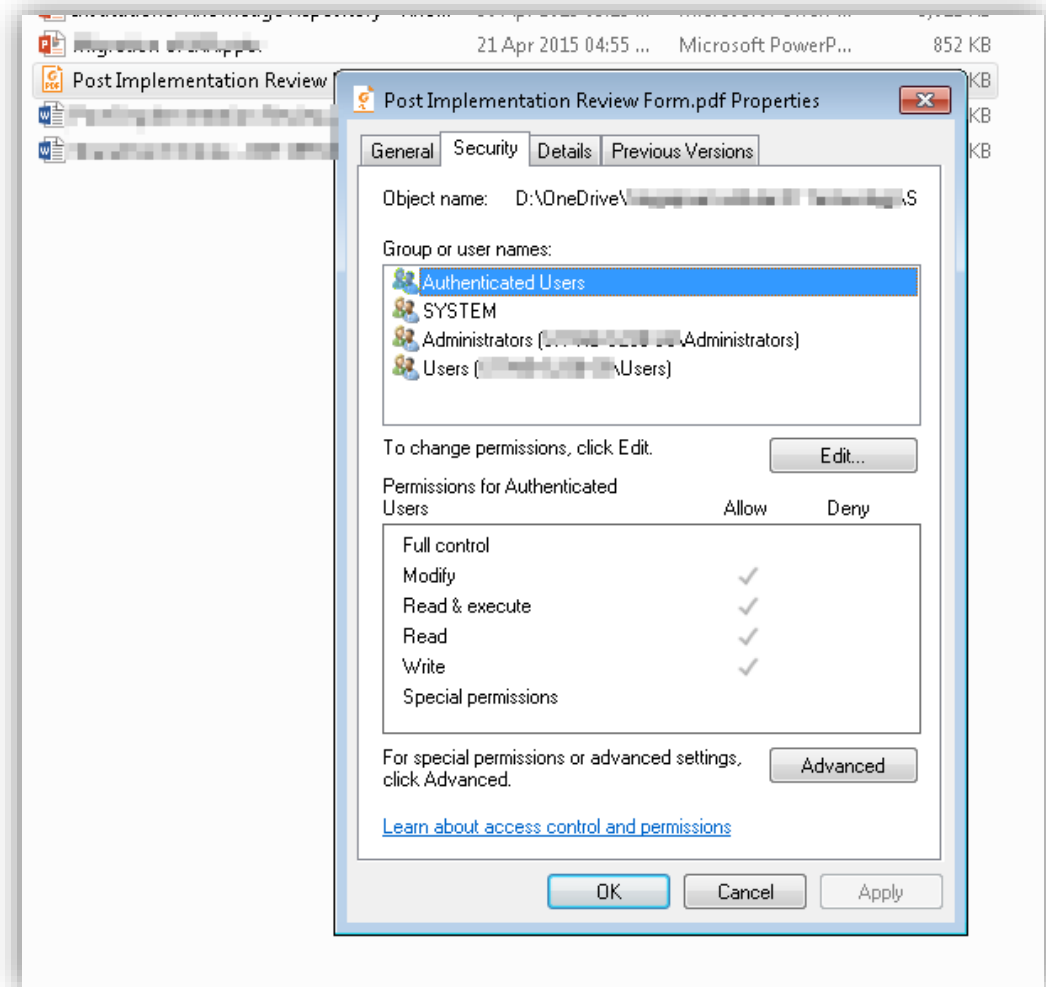 21 Apr 2015 04:55 ... Microsoft PowerP... 852 KB
Post Implementation Review
KB
KB
KB
Post Implementation Review Form.pdf Properties
General Security Details Previous Versions
Object name: D:\OneDrive\ \S
Group or user names:
Authenticated Users
SYSTEM
Administrators ( \Administrators)
Users ( \Users)
To change permissions, click Edit.
Edit...
Permissions for Authenticated
Users Allow Deny
Full control
Modify
Read & execute
Read
Write
Special permissions
For special permissions or advanced settings,
click Advanced.
Advanced
Learn about access control and permissions
OK Cancel Apply